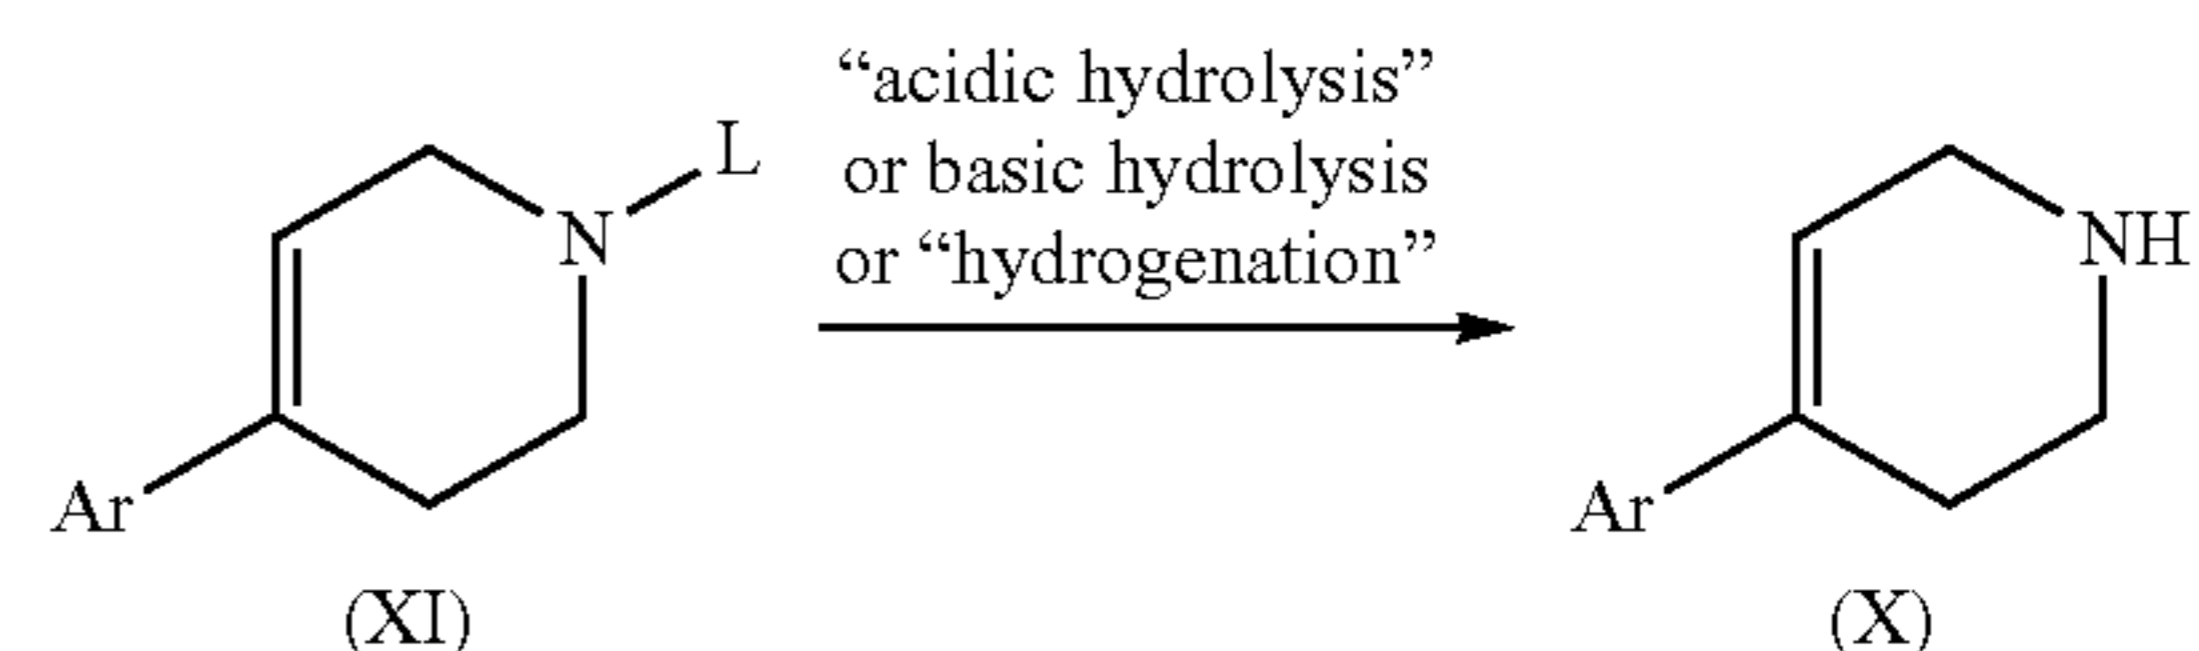 “acidic hydrolysis”
or basic hydrolysis
or “hydrogenation”
L
N
Ar
(XI)
NH
Ar
(X)